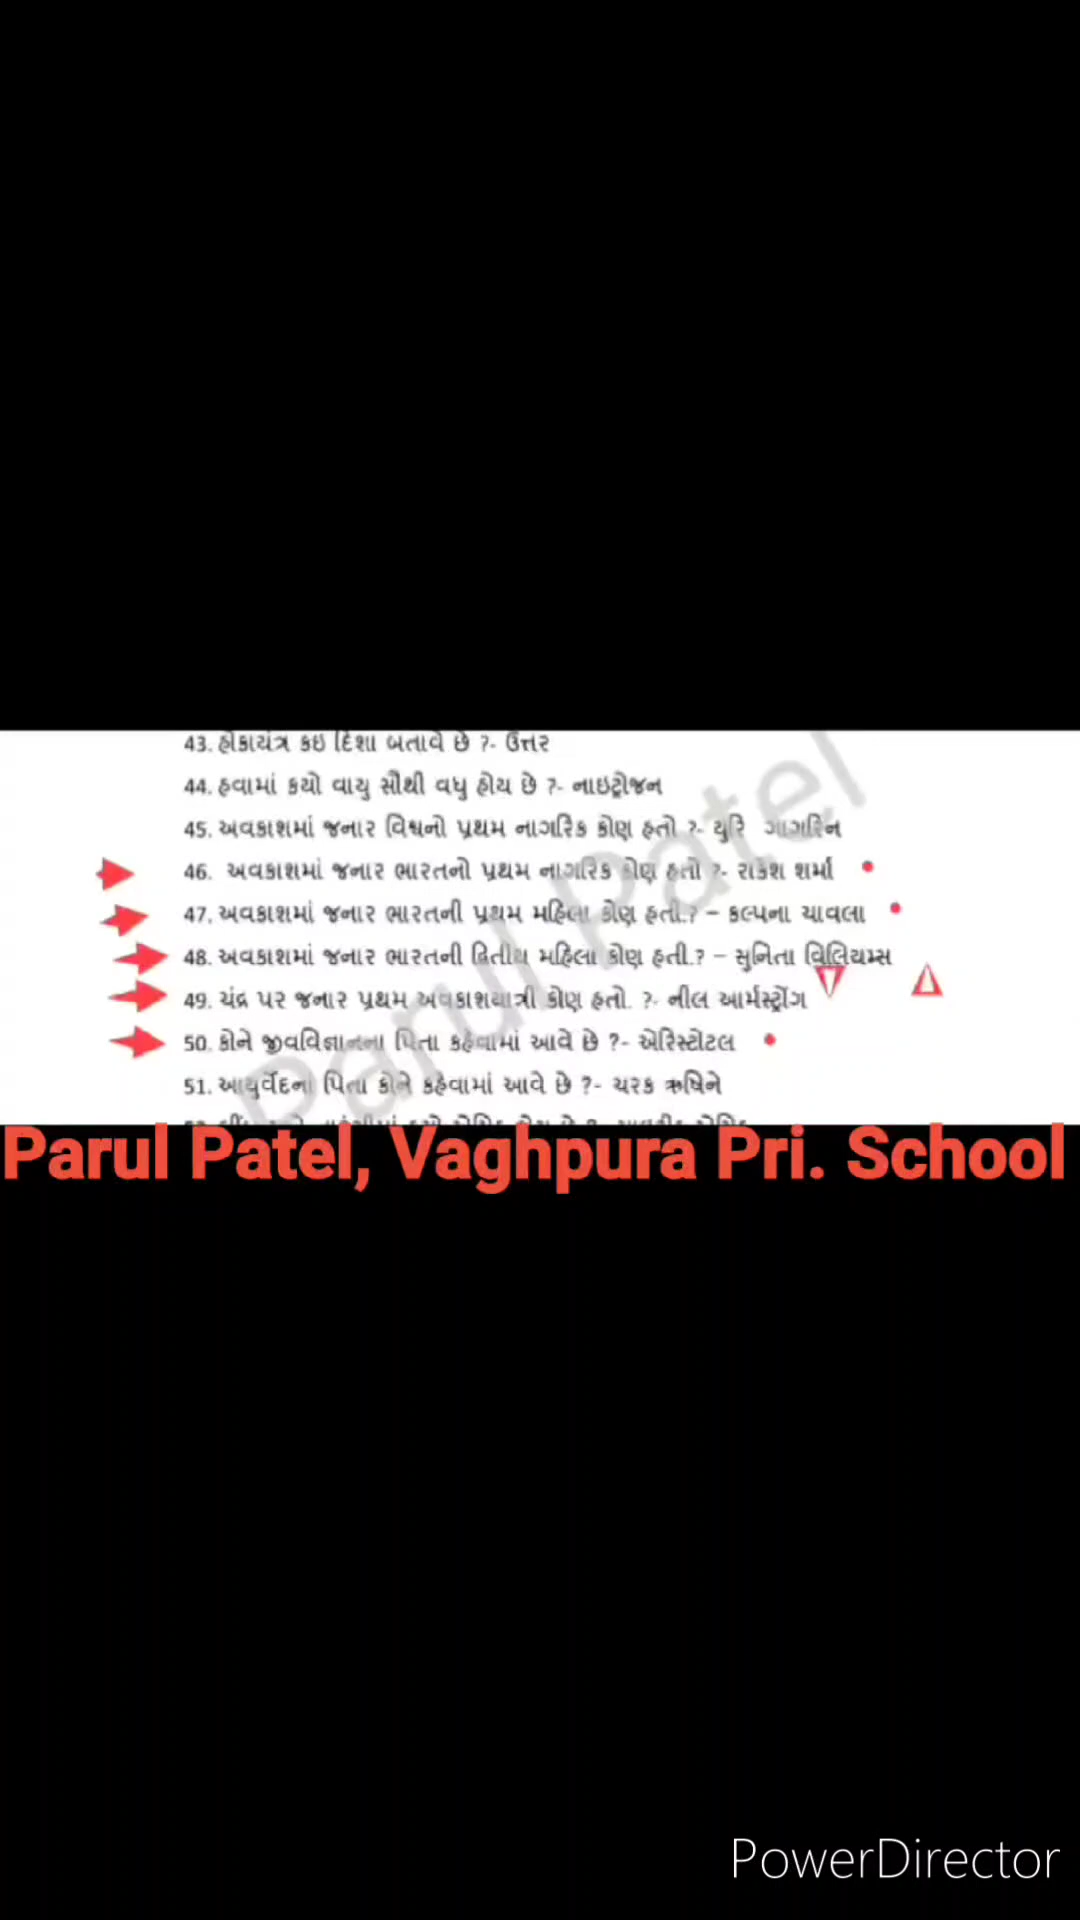 43. હોકાયંત્ર કઇ દિશા બતાવે છે ?- ઉત્તર
44. હવામાં કયો વાયુ સૌથી વધુ હોય છે ?- નાઇટ્રોજન
45. અવકાશમાં જનાર વિશ્વનો પ્રથમ નાગરિક કોણ હતો ?- યુરિ ગાગરિન
46. અવકાશમાં જનાર ભારતનો પ્રથમ નાગરિક કોણ હતો ?- રાકેશ શર્મા
47. અવકાશમાં જનાર ભારતની પ્રથમ મહિલા કોણ હતી.? – કલ્પના ચાવલા
48. અવકાશમાં જનાર ભારતની દ્વિતીય મહિલા કોણ હતી.? – સુનિતા વિલિયમ્સ
49. ચંદ્ર પર જનાર પ્રથમ અવકાશયાત્રી કોણ હતો. ?- નીલ આર્મસ્ટ્રોંગ
50. કોને જીવવિજ્ઞાનના પિતા કહેવામાં આવે છે ?- એરિસ્ટોટલ
51. આયુર્વેદના પિતા કોને કહેવામાં આવે છે ?- ચરક ઋષિને
Parul Patel
Parul Patel, Vaghpura Pri. School
PowerDirector